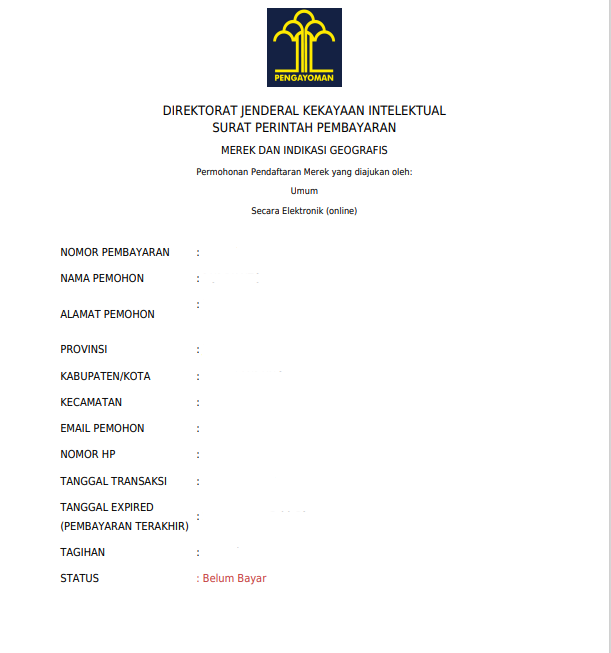 PENGAYOMAN
DIREKTORAT JENDERAL KEKAYAAN INTELEKTUAL
SURAT PERINTAH PEMBAYARAN
MEREK DAN INDIKASI GEOGRAFIS
Permohonan Pendaftaran Merek yang diajukan oleh:
Umum
Secara Elektronik (online)
NOMOR PEMBAYARAN :
NAMA PEMOHON :
ALAMAT PEMOHON :
PROVINSI :
KABUPATEN/KOTA :
KECAMATAN :
EMAIL PEMOHON :
NOMOR HP :
TANGGAL TRANSAKSI :
TANGGAL EXPIRED
(PEMBAYARAN TERAKHIR) :
TAGIHAN :
STATUS : Belum Bayar